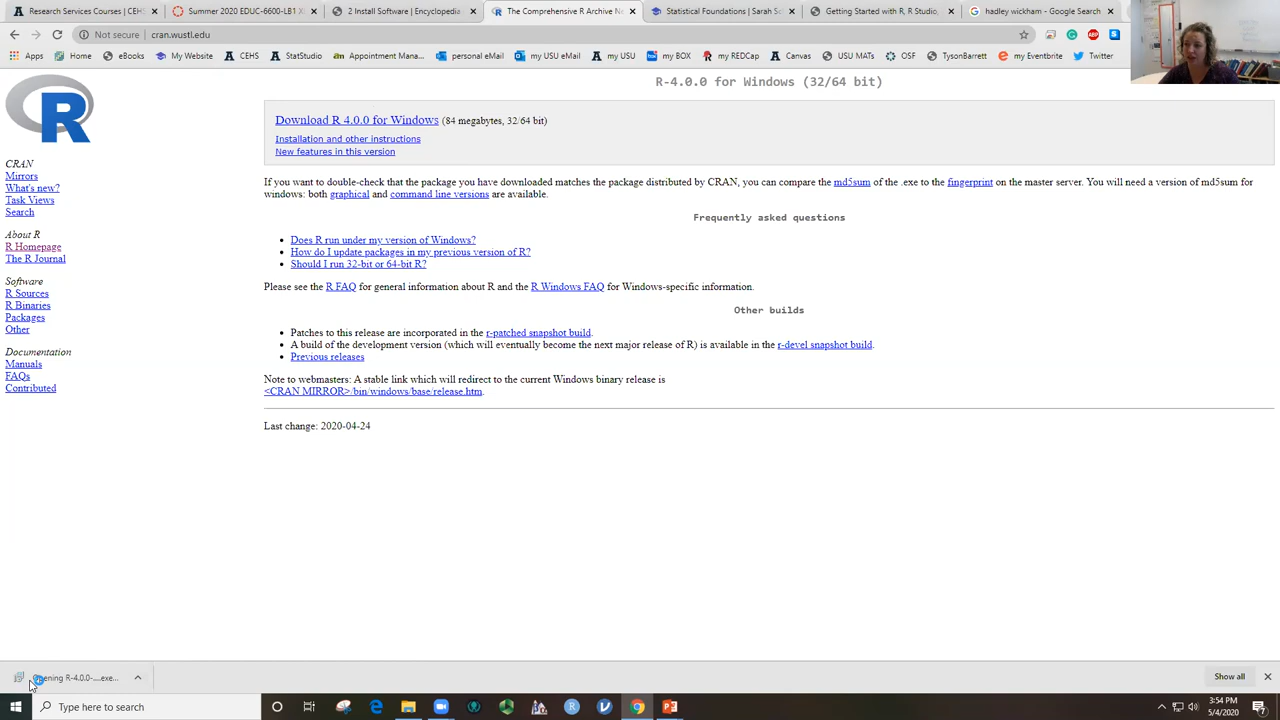 Research Services Courses | CEHS
Summer 2020 EDUC-6600-LB1 X
2 Install Software | Encyclopedia
The Comprehensive R Archive Ne
Statistical Foundations | Sarah S
Getting Started with R, R Studio,
hadley wickham - Google Search
Not secure | cran.wustl.edu
Apps Home eBooks My Website CEHS StatStudio personal eMail my USU eMail my USU my BOX my REDCap Canvas USU MATs OSF TysonBarrett my Eventbrite Twitter
R
R-4.0.0 for Windows (32/64 bit)
Download R 4.0.0 for Windows (84 megabytes, 32/64 bit)
Installation and other instructions
New features in this version
CRAN
Mirrors
What's new?
Task Views
Search
About R
R Homepage
The R Journal
Software
R Sources
R Binaries
Packages
Other
Documentation
Manuals
FAQs
Contributed
If you want to double-check that the package you have downloaded matches the package distributed by CRAN, you can compare the md5sum of the .exe to the fingerprint on the master server. You will need a version of md5sum for
windows: both graphical and command line versions are available.
Frequently asked questions
• Does R run under my version of Windows?
• How do I update packages in my previous version of R?
• Should I run 32-bit or 64-bit R?
Please see the R FAQ for general information about R and the R Windows FAQ for Windows-specific information.
Other builds
• Patches to this release are incorporated in the r-patched snapshot build.
• A build of the development version (which will eventually become the next major release of R) is available in the r-devel snapshot build.
• Previous releases
Note to webmasters: A stable link which will redirect to the current Windows binary release is
<CRAN MIRROR>/bin/windows/base/release.htm.
Last change: 2020-04-24
Opening R-4.0.0-....exe...
Show all
Type here to search
3:54 PM
5/4/2020